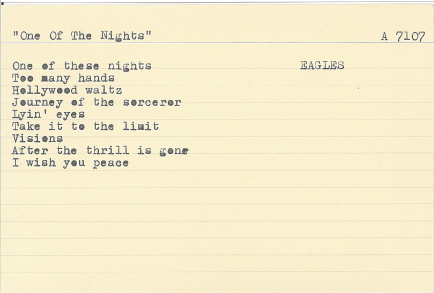 "One Of The Nights" A 7107
One of these nights EAGLES
Too many hands
Hollywood waltz
Journey of the sorceror
Lyin' eyes
Take it to the limit
Visions
After the thrill is gone
I wish you peace